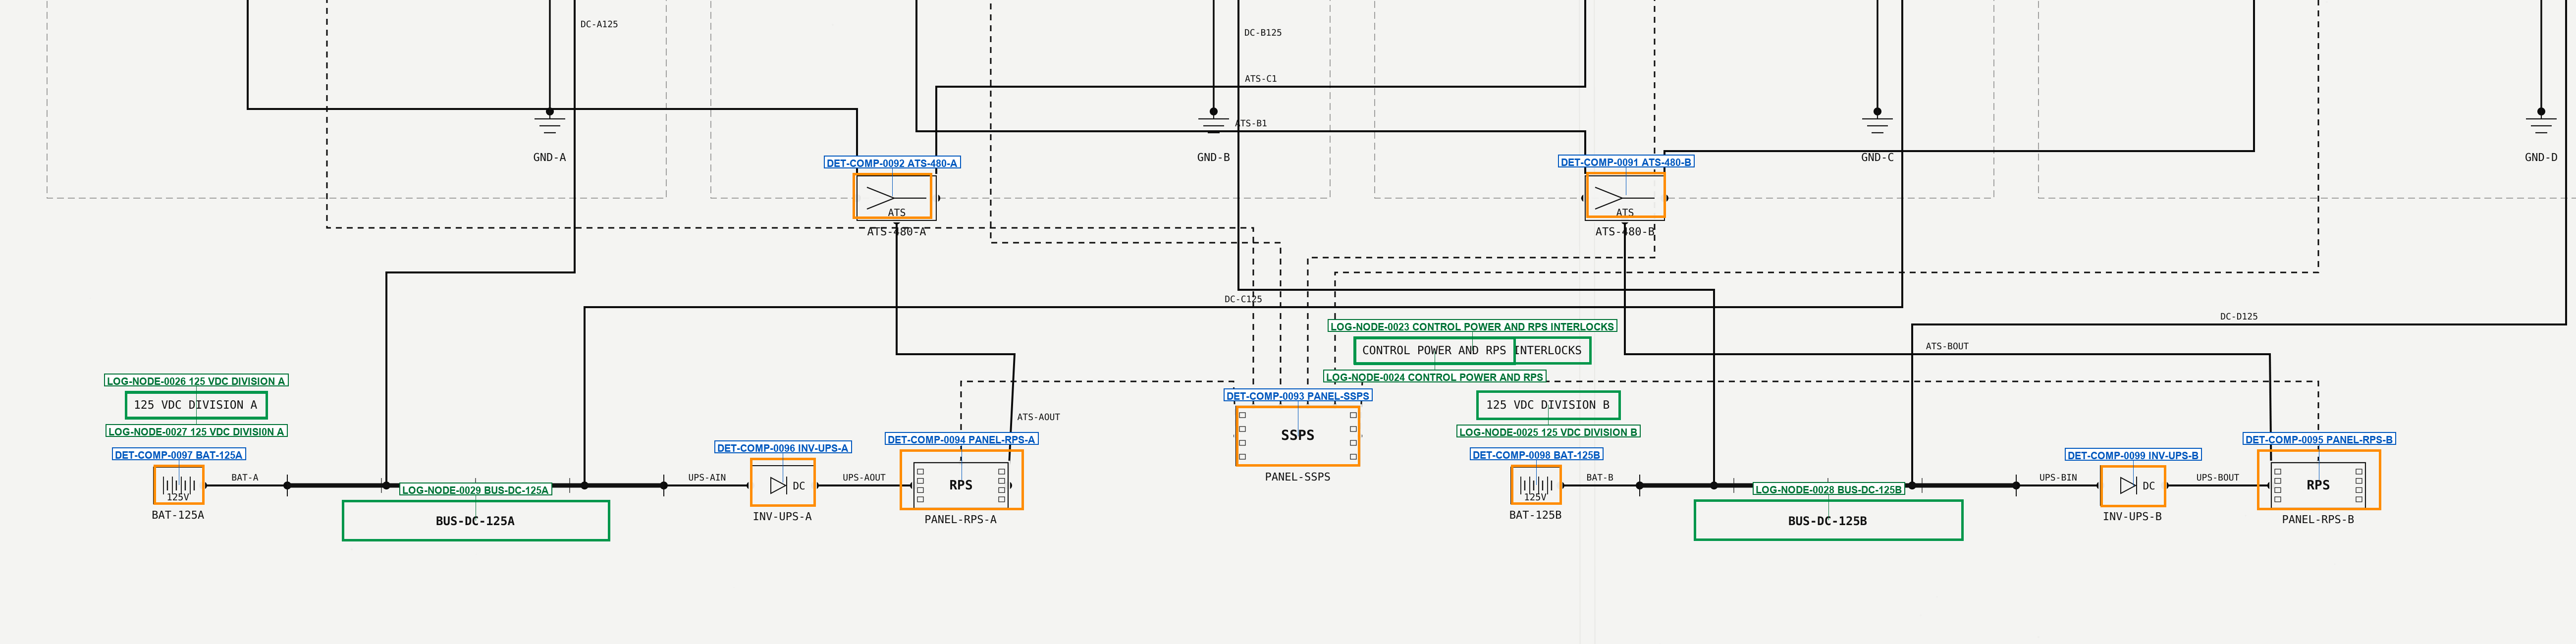 DC-A125
DC-B125
ATS-C1
ATS-B1
GND-A
GND-B
GND-C
GND-D
DET-COMP-0092 ATS-480-A
DET-COMP-0091 ATS-480-B
ATS
ATS-480-A
ATS
ATS-480-B
DC-C125
DC-D125
LOG-NODE-0023 CONTROL POWER AND RPS INTERLOCKS
CONTROL POWER AND RPS INTERLOCKS
LOG-NODE-0024 CONTROL POWER AND RPS
ATS-BOUT
LOG-NODE-0026 125 VDC DIVISION A
125 VDC DIVISION A
LOG-NODE-0027 125 VDC DIVISION A
DET-COMP-0093 PANEL-SSPS
SSPS
PANEL-SSPS
125 VDC DIVISION B
LOG-NODE-0025 125 VDC DIVISION B
ATS-AOUT
DET-COMP-0097 BAT-125A
125V
BAT-125A
BAT-A
LOG-NODE-0029 BUS-DC-125A
BUS-DC-125A
UPS-AIN
DET-COMP-0096 INV-UPS-A
DC
INV-UPS-A
UPS-AOUT
DET-COMP-0094 PANEL-RPS-A
RPS
PANEL-RPS-A
DET-COMP-0098 BAT-125B
125V
BAT-125B
BAT-B
LOG-NODE-0028 BUS-DC-125B
BUS-DC-125B
UPS-BIN
DET-COMP-0099 INV-UPS-B
DC
INV-UPS-B
UPS-BOUT
DET-COMP-0095 PANEL-RPS-B
RPS
PANEL-RPS-B